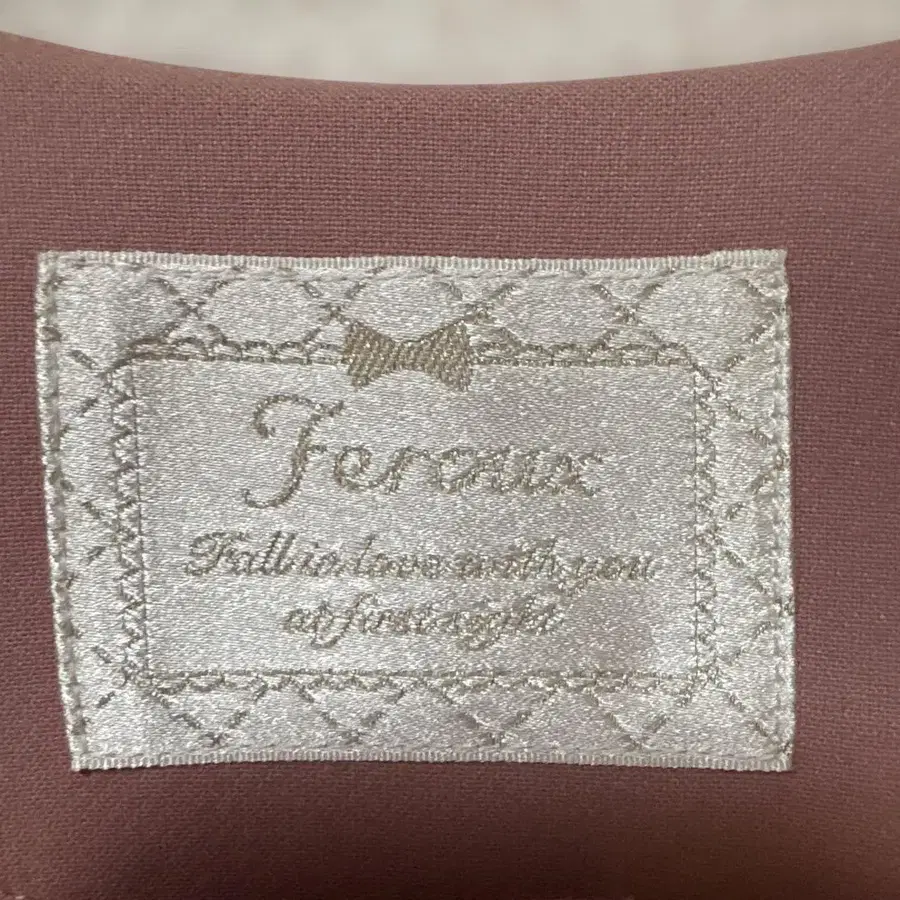 Feroux
Fall in love with you
at first sight